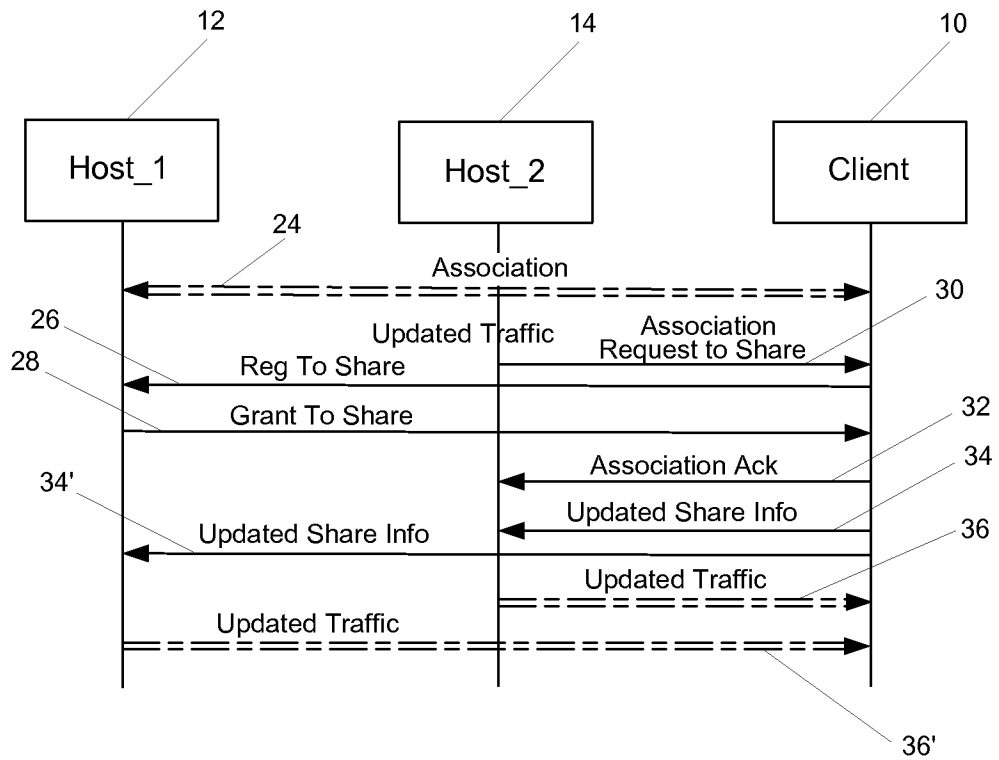 12
14
10
Host_1
Host_2
Client
24
Association
30
26
Updated Traffic
Association
Request to Share
28
Reg To Share
Grant To Share
32
Association Ack
34
34'
Updated Share Info
Updated Share Info
36
Updated Traffic
Updated Traffic
36'